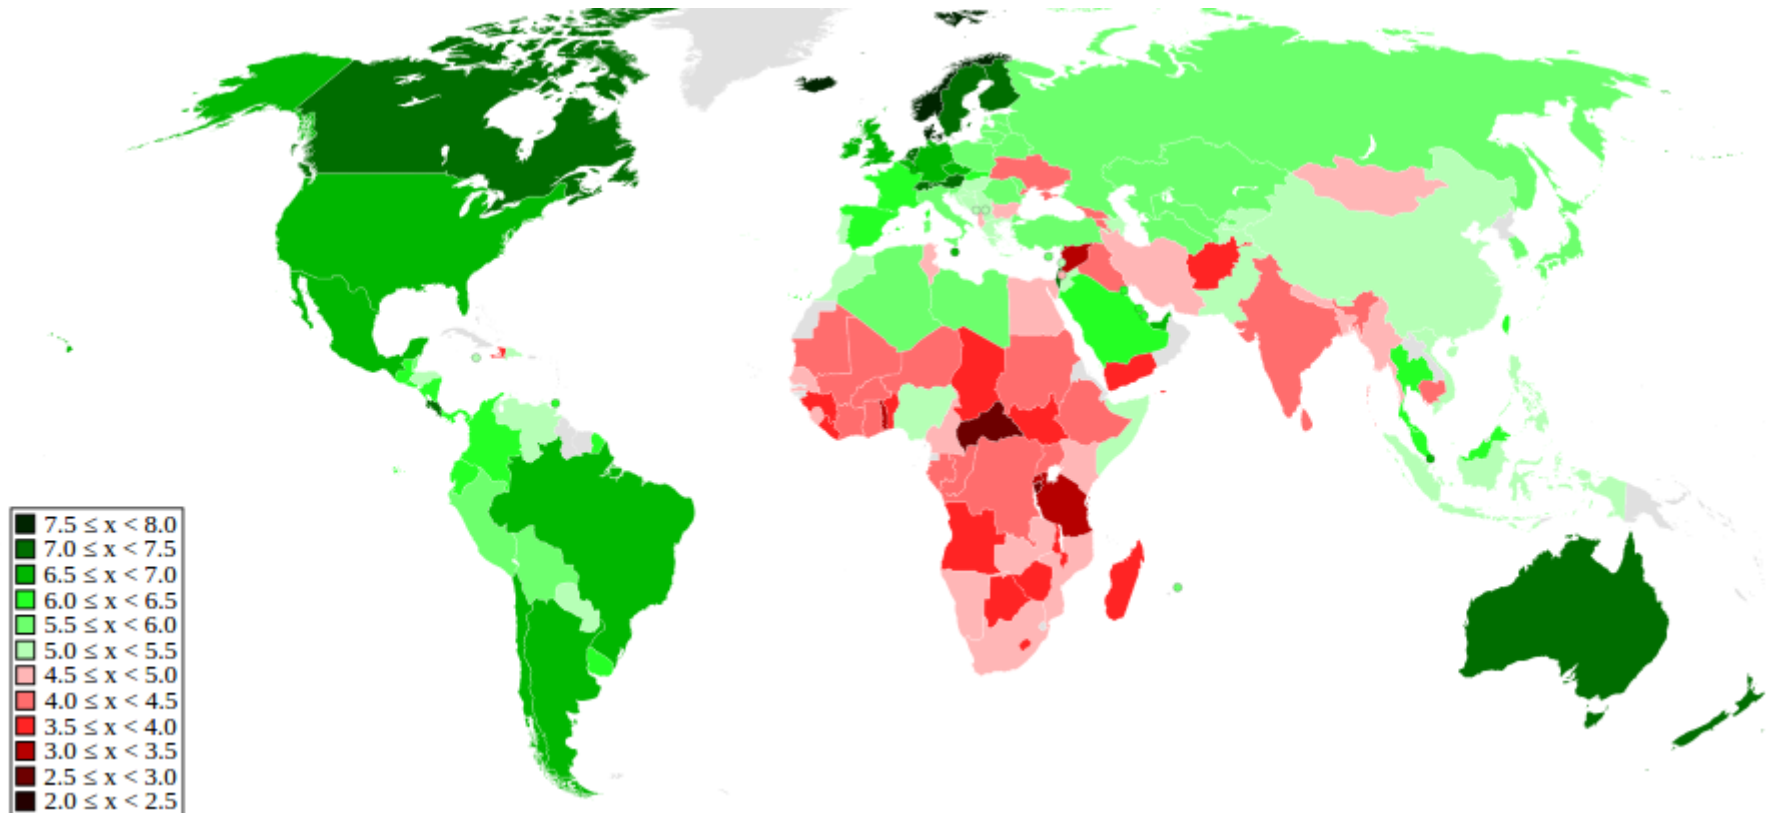 7.5 ≤ x < 8.0
7.0 ≤ x < 7.5
6.5 ≤ x < 7.0
6.0 ≤ x < 6.5
5.5 ≤ x < 6.0
5.0 ≤ x < 5.5
4.5 ≤ x < 5.0
4.0 ≤ x < 4.5
3.5 ≤ x < 4.0
3.0 ≤ x < 3.5
2.5 ≤ x < 3.0
2.0 ≤ x < 2.5